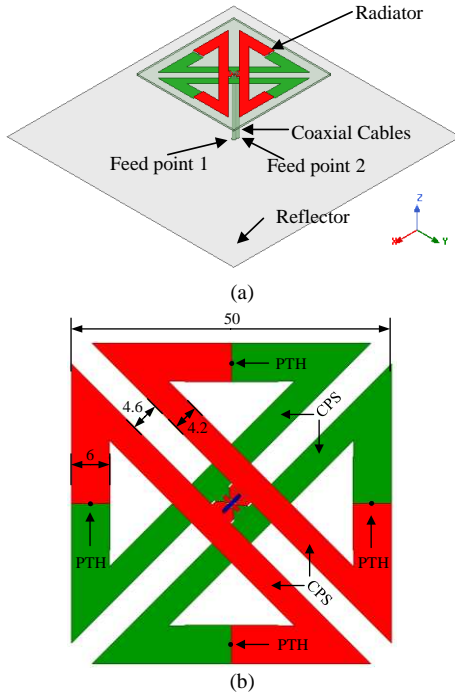 Radiator
Coaxial Cables
Feed point 1
Feed point 2
Reflector
Z
X
Y
(a)
50
PTH
CPS
4.6
4.2
6
PTH
PTH
CPS
PTH
(b)